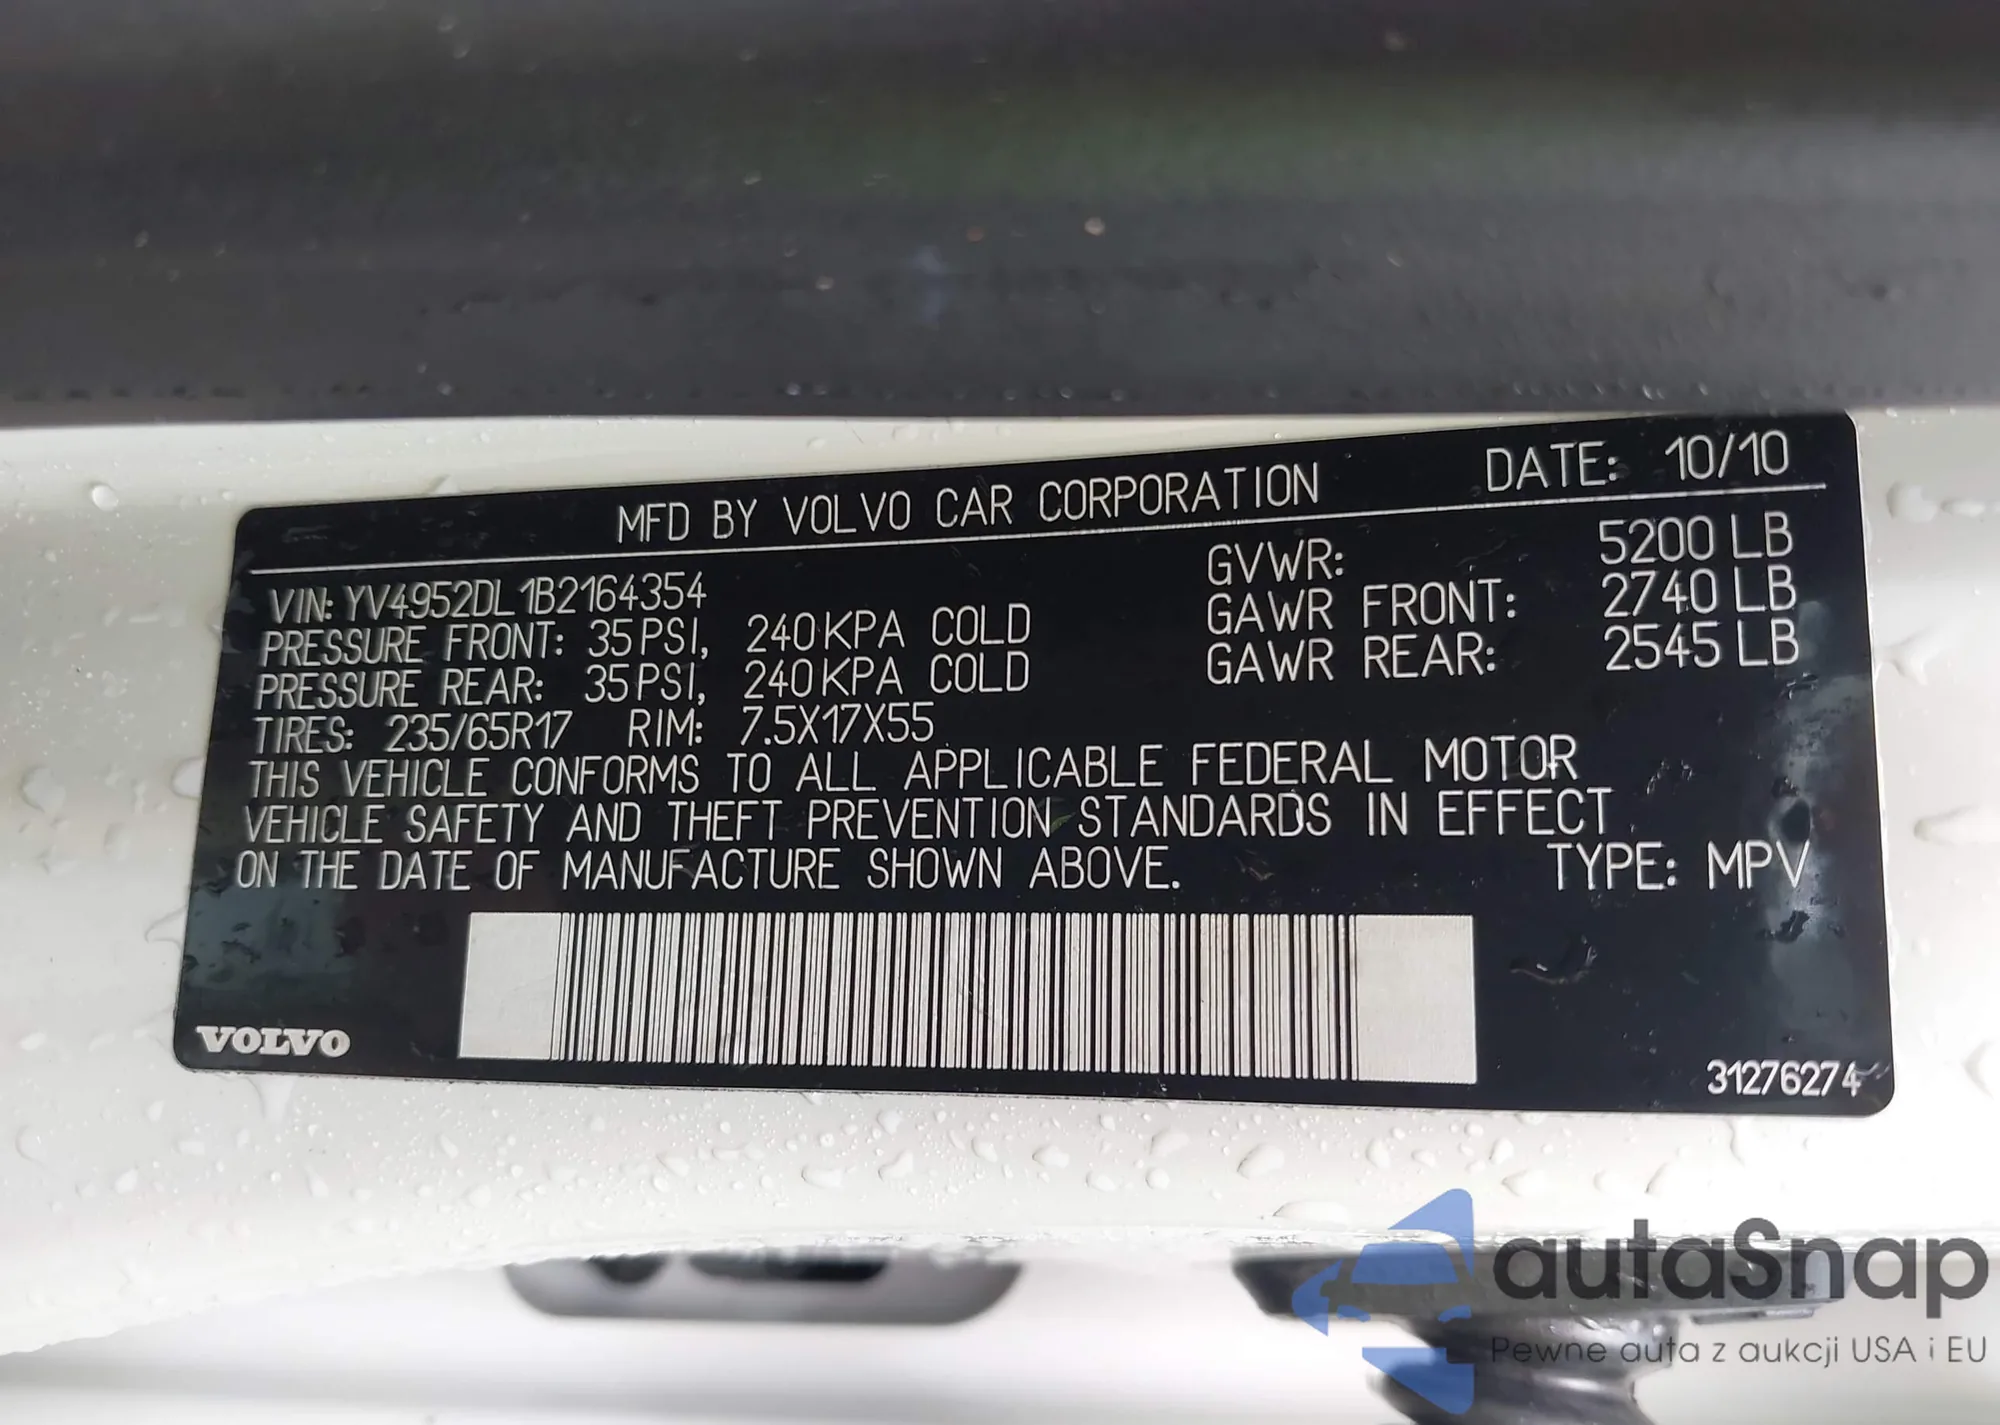 MFD BY VOLVO CAR CORPORATION DATE: 10/10
VIN: YV4952DL1B2164354 GVWR: 5200 LB
PRESSURE FRONT: 35 PSI, 240 KPA COLD GAWR FRONT: 2740 LB
PRESSURE REAR: 35 PSI, 240 KPA COLD GAWR REAR: 2545 LB
TIRES: 235/65R17 RIM: 7.5X17X55
THIS VEHICLE CONFORMS TO ALL APPLICABLE FEDERAL MOTOR
VEHICLE SAFETY AND THEFT PREVENTION STANDARDS IN EFFECT
ON THE DATE OF MANUFACTURE SHOWN ABOVE. TYPE: MPV
VOLVO
31276274
autaSnap
Pewne auta z aukcji USA i EU